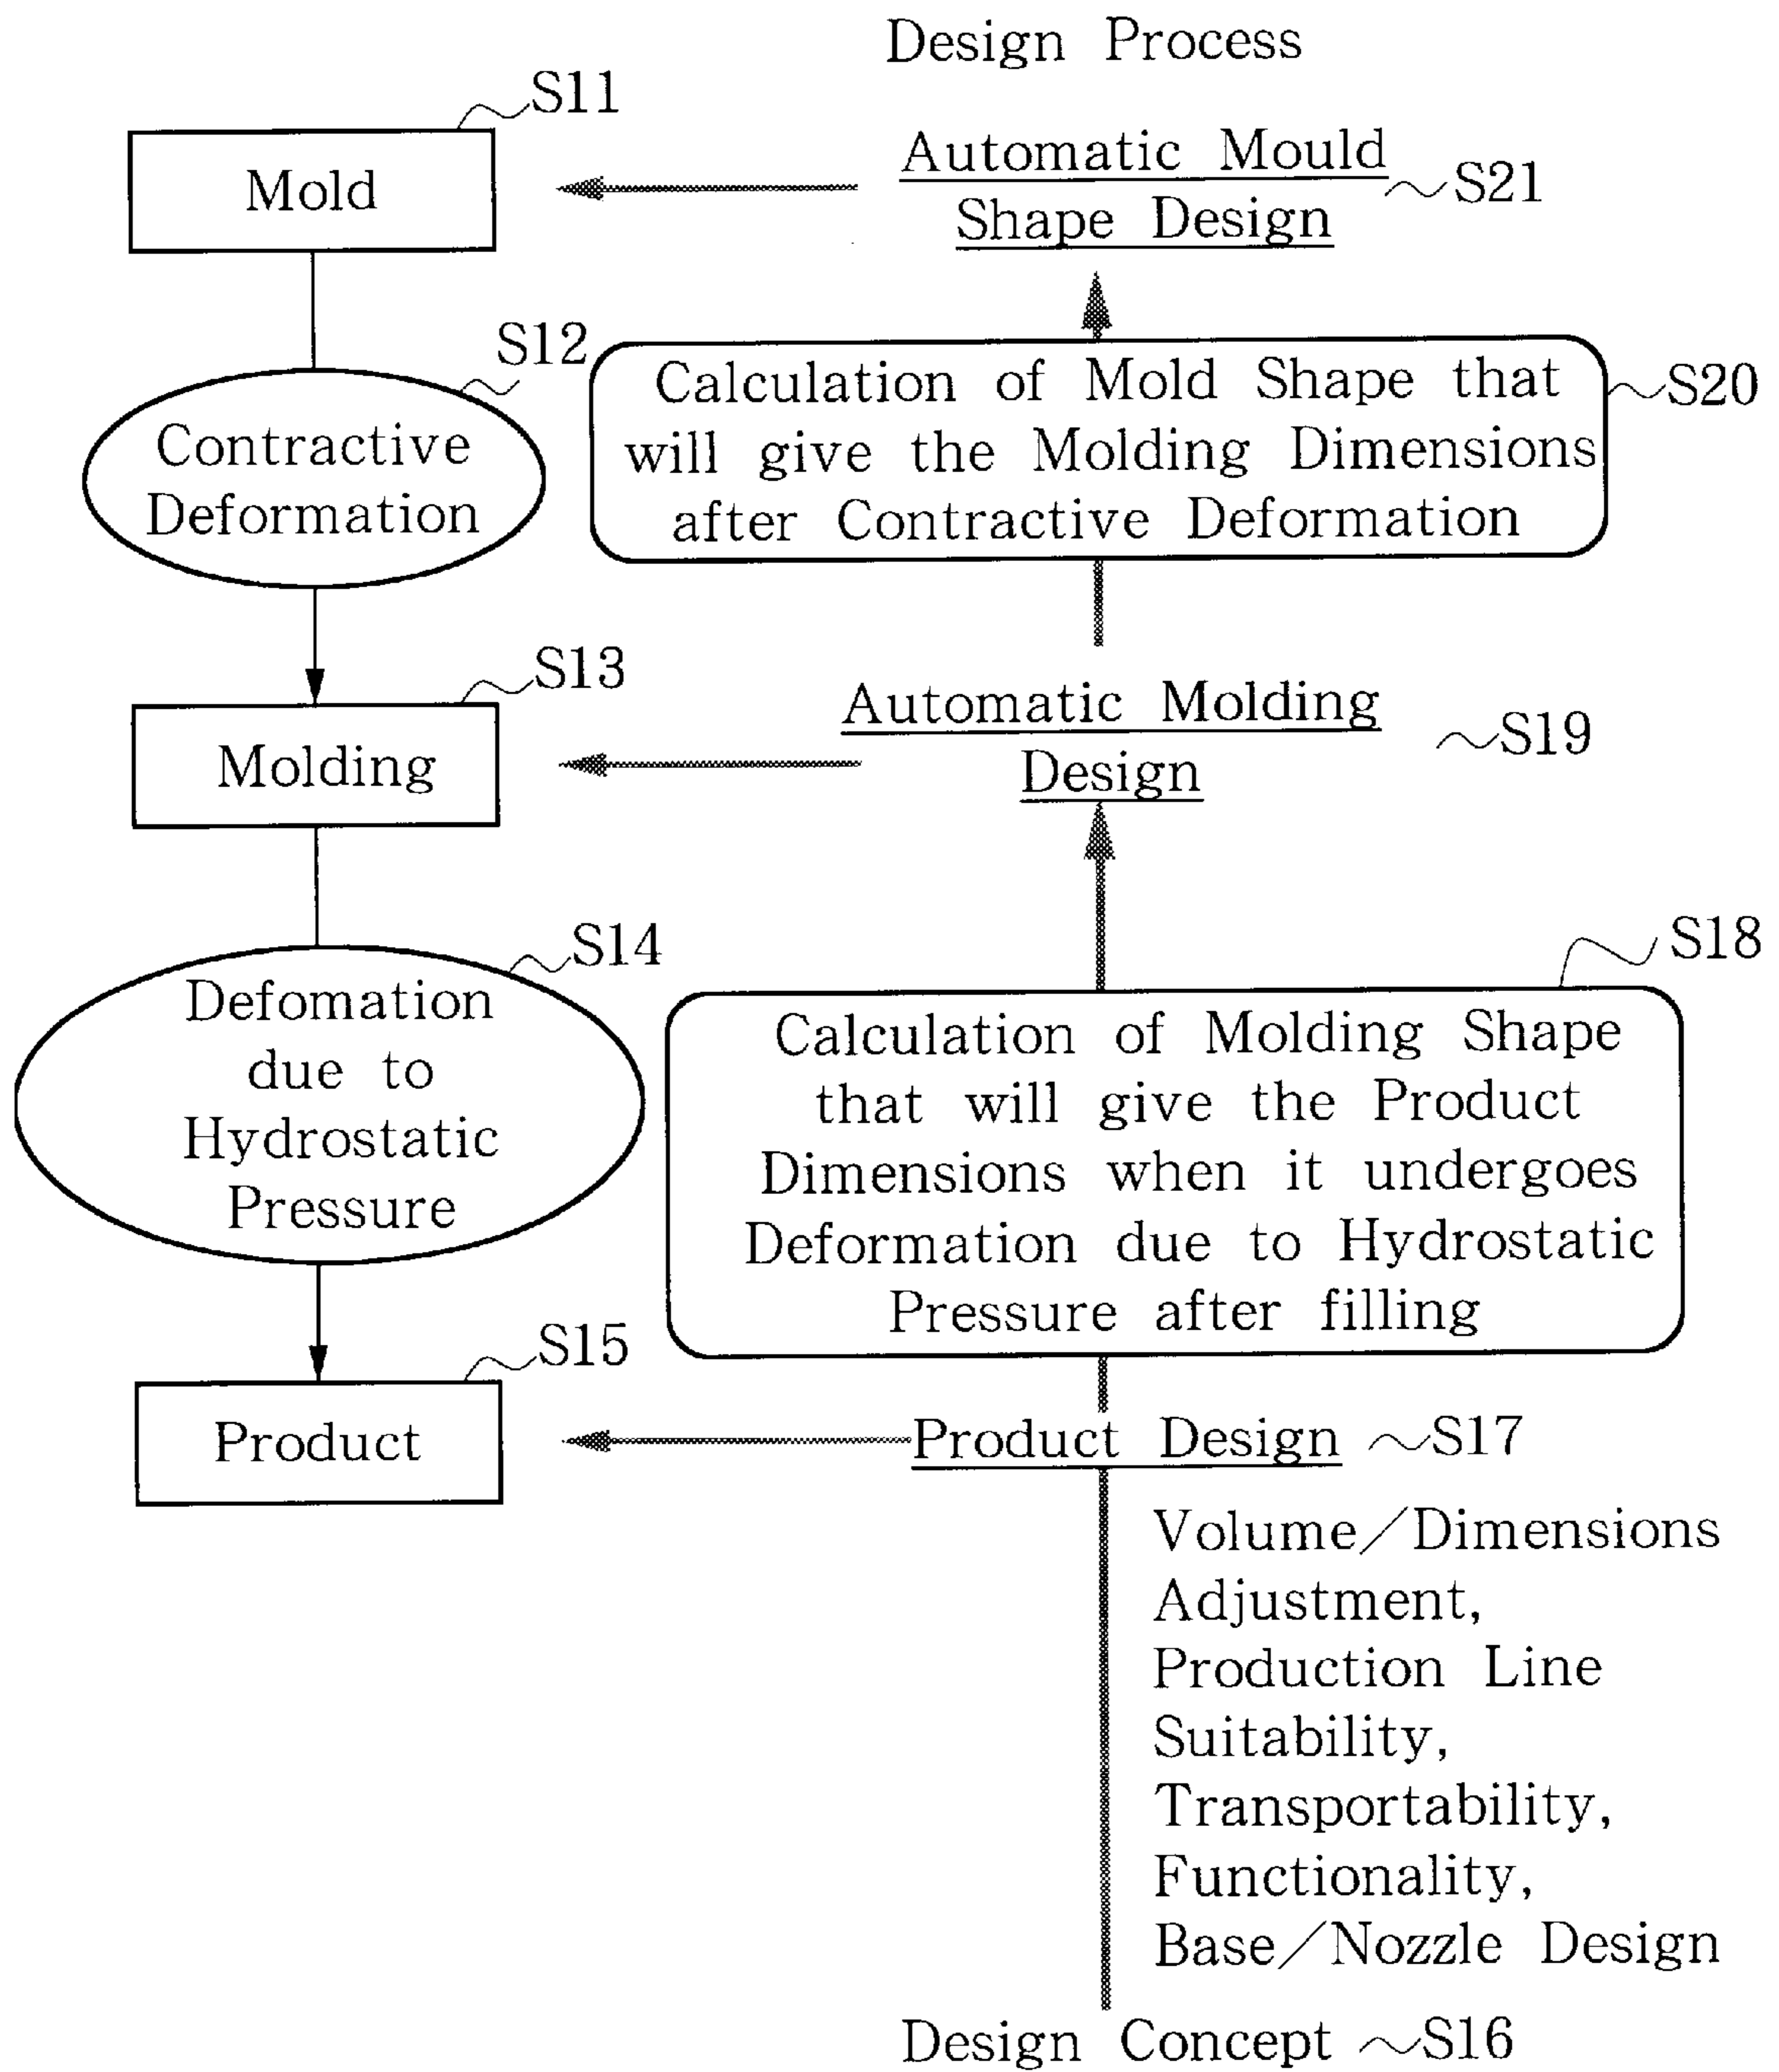 Design Process
S11
Mold
Automatic Mould
Shape Design
S21
S12
Contractive
Deformation
Calculation of Mold Shape that
will give the Molding Dimensions
after Contractive Deformation
S20
S13
Molding
Automatic Molding
Design
S19
S14
Defomation
due to
Hydrostatic
Pressure
S18
Calculation of Molding Shape
that will give the Product
Dimensions when it undergoes
Deformation due to Hydrostatic
Pressure after filling
S15
Product
Product Design
S17
Volume/Dimensions
Adjustment,
Production Line
Suitability,
Transportability,
Functionality,
Base/Nozzle Design
Design Concept
S16